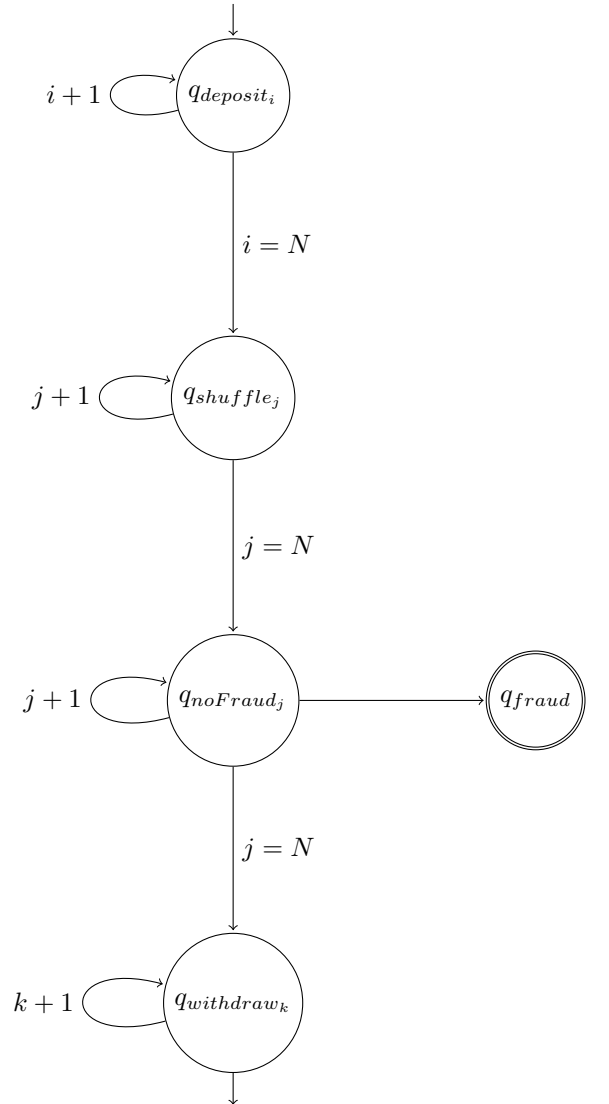 i + 1
q_{deposit_i}
i = N
j + 1
q_{shuffle_j}
j = N
j + 1
q_{noFraud_j}
q_{fraud}
j = N
k + 1
q_{withdraw_k}